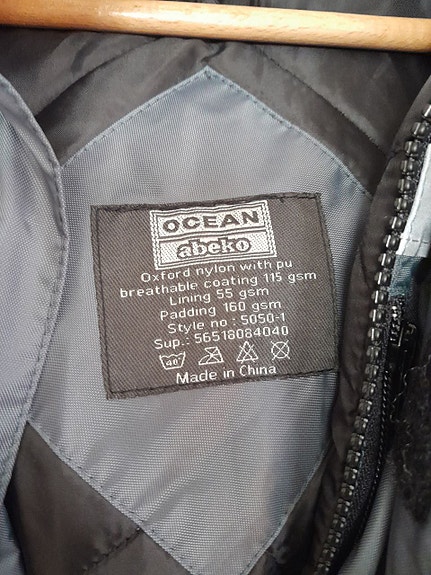 OCEAN
abeko
Oxford nylon with pu
breathable coating 115 gsm
Lining 55 gsm
Padding 160 gsm
Style no : 5050-1
Sup.: 56518084040
40°
Made in China